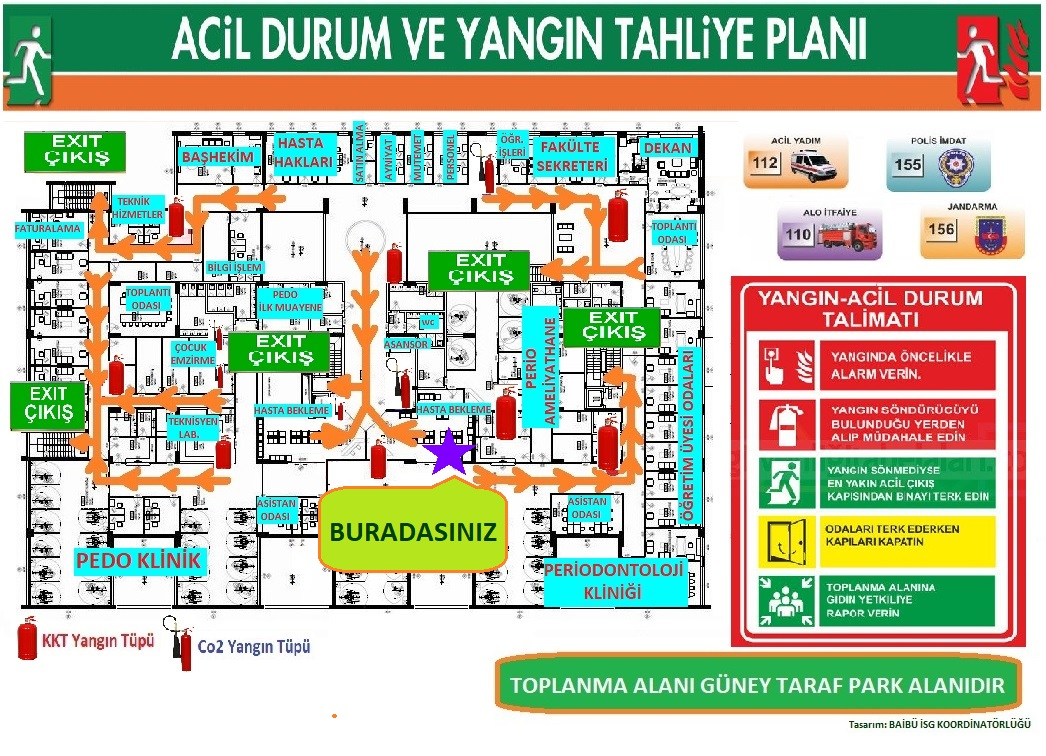 ACİL DURUM VE YANGIN TAHLİYE PLANI
EXIT
ÇIKIŞ
BAŞHEKİM
HASTA
HAKLARI
SATIN ALMA
AYNİYAT
MUTEMET
PERSONEL
ÖĞR.
İŞLERİ
FAKÜLTE
SEKRETERİ
DEKAN
TEKNİK
HİZMETLER
FATURALAMA
TOPLANTI
ODASI
BİLGİ İŞLEM
EXIT
ÇIKIŞ
TOPLANTI
ODASI
PEDO
İLK MUAYENE
WC
ASANSÖR
EXIT
ÇIKIŞ
EXIT
ÇIKIŞ
ÇOCUK
EMZİRME
PERIO
AMELİYATHANE
ÖĞRETİM ÜYESİ ODALARI
EXIT
ÇIKIŞ
HASTA BEKLEME
HASTA BEKLEME
TEKNİSYEN
LAB.
ASİSTAN
ODASI
BURADASINIZ
ASİSTAN
ODASI
PEDO KLİNİK
PERİODONTOLOJİ
KLİNİĞİ
KKT Yangın Tüpü
Co2 Yangın Tüpü
ACİL YADIM
112
POLİS İMDAT
155
ALO İTFAİYE
110
JANDARMA
156
YANGIN-ACİL DURUM
TALİMATI
YANGINDA ÖNCELİKLE
ALARM VERİN.
YANGIN SÖNDÜRÜCÜYÜ
BULUNDUĞU YERDEN
ALIP MÜDAHALE EDİN
YANGIN SÖNMEDİYSE
EN YAKIN ACİL ÇIKIŞ
KAPISINDAN BİNAYI TERK EDİN
ODALARI TERK EDERKEN
KAPILARI KAPATIN
TOPLANMA ALANINA
GİDİN YETKİLİYE
RAPOR VERİN
TOPLANMA ALANI GÜNEY TARAF PARK ALANIDIR
Tasarım: BAİBÜ İSG KOORDİNATÖRLÜĞÜ